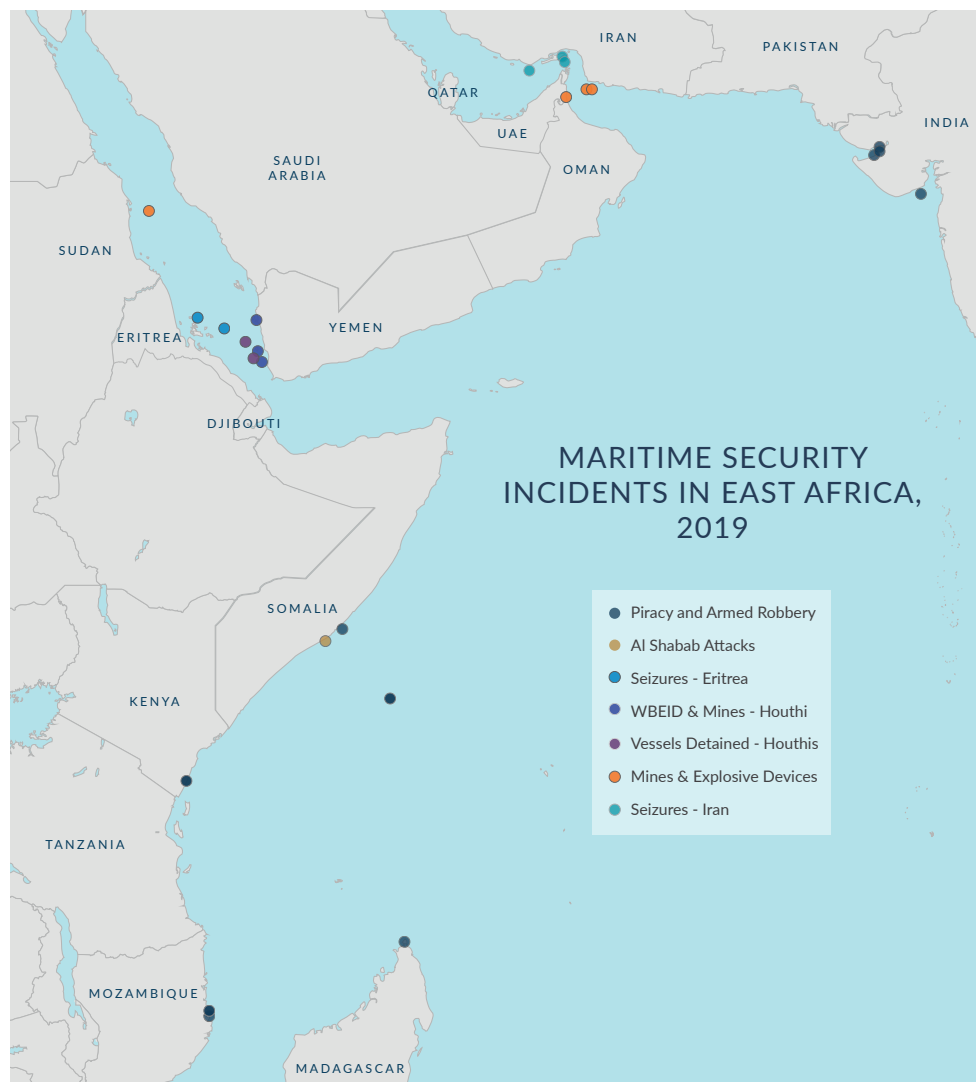 IRAN
PAKISTAN
QATAR
INDIA
UAE
SAUDI
ARABIA
OMAN
SUDAN
YEMEN
ERITREA
DJIBOUTI
MARITIME SECURITY
INCIDENTS IN EAST AFRICA,
2019
SOMALIA
Piracy and Armed Robbery
Al Shabab Attacks
Seizures - Eritrea
WBEID & Mines - Houthi
Vessels Detained - Houthis
Mines & Explosive Devices
Seizures - Iran
KENYA
TANZANIA
MOZAMBIQUE
MADAGASCAR